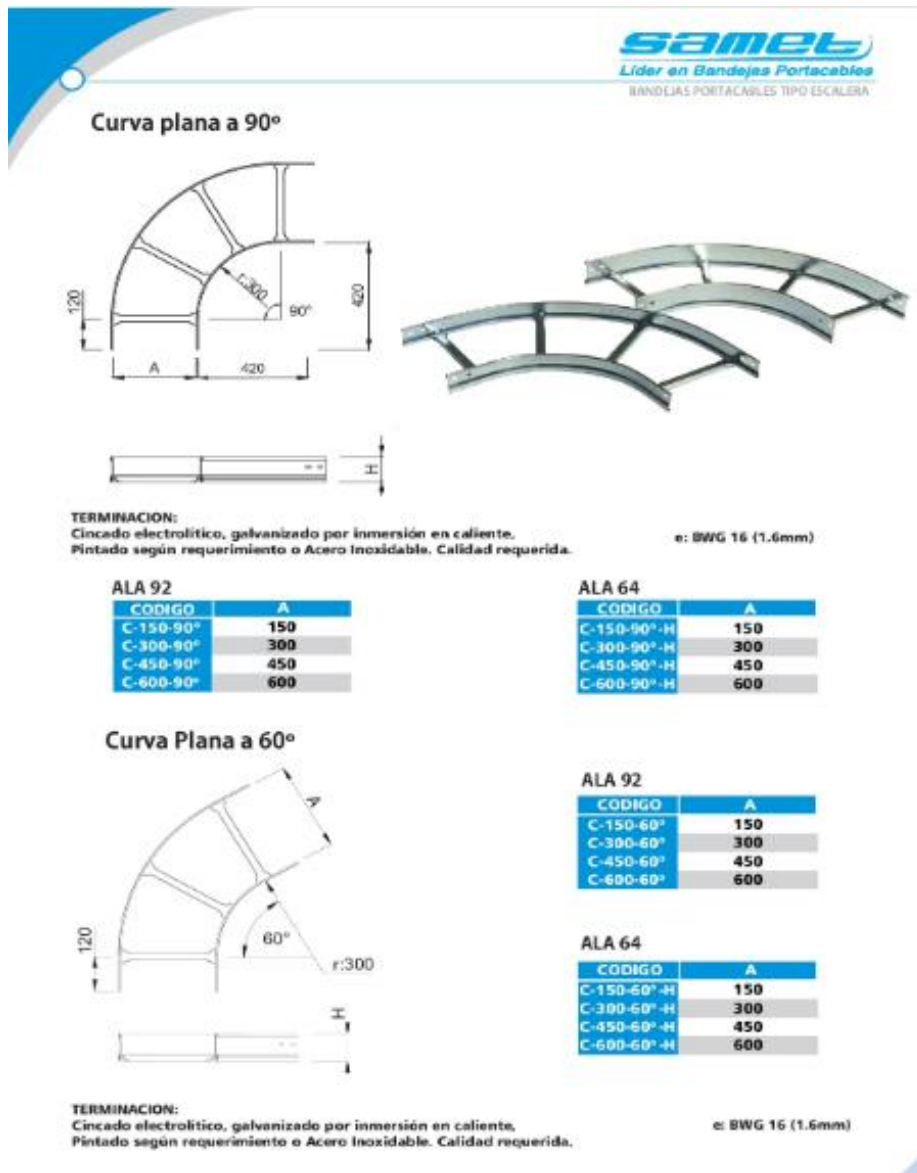 samet
Líder en Bandejas Portacables
BANDEJAS PORTACABLES TIPO ESCALERA
Curva plana a 90º
120
r:300
90°
420
A
420
H
TERMINACION:
Cincado electrolítico, galvanizado por inmersión en caliente,
Pintado según requerimiento o Acero Inoxidable. Calidad requerida.
e: BWG 16 (1.6mm)
ALA 92
CODIGO A
C-150-90º 150
C-300-90º 300
C-450-90º 450
C-600-90º 600
ALA 64
CODIGO A
C-150-90º-H 150
C-300-90º-H 300
C-450-90º-H 450
C-600-90º-H 600
Curva Plana a 60º
A
120
60°
r:300
H
ALA 92
CODIGO A
C-150-60º 150
C-300-60º 300
C-450-60º 450
C-600-60º 600
ALA 64
CODIGO A
C-150-60º-H 150
C-300-60º-H 300
C-450-60º-H 450
C-600-60º-H 600
TERMINACION:
Cincado electrolítico, galvanizado por inmersión en caliente,
Pintado según requerimiento o Acero Inoxidable. Calidad requerida.
e: BWG 16 (1.6mm)